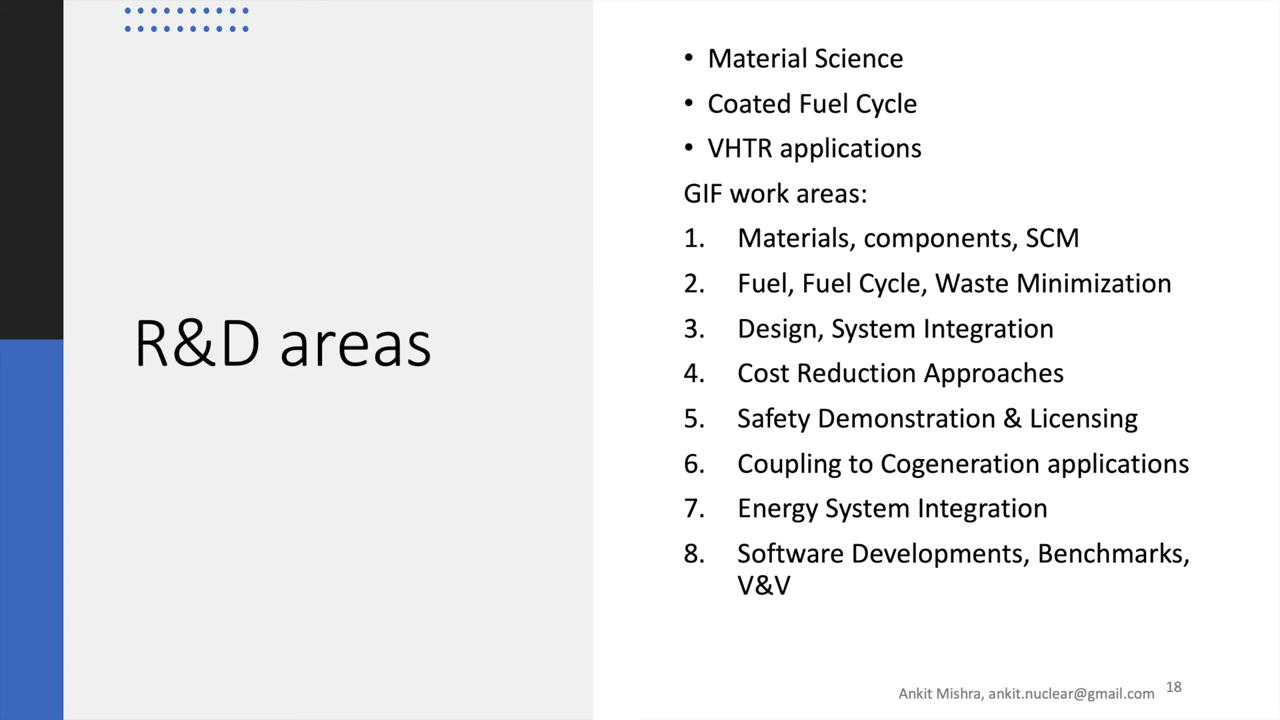 R&D areas
• Material Science
• Coated Fuel Cycle
• VHTR applications
GIF work areas:
1. Materials, components, SCM
2. Fuel, Fuel Cycle, Waste Minimization
3. Design, System Integration
4. Cost Reduction Approaches
5. Safety Demonstration & Licensing
6. Coupling to Cogeneration applications
7. Energy System Integration
8. Software Developments, Benchmarks,
V&V
Ankit Mishra, ankit.nuclear@gmail.com
18